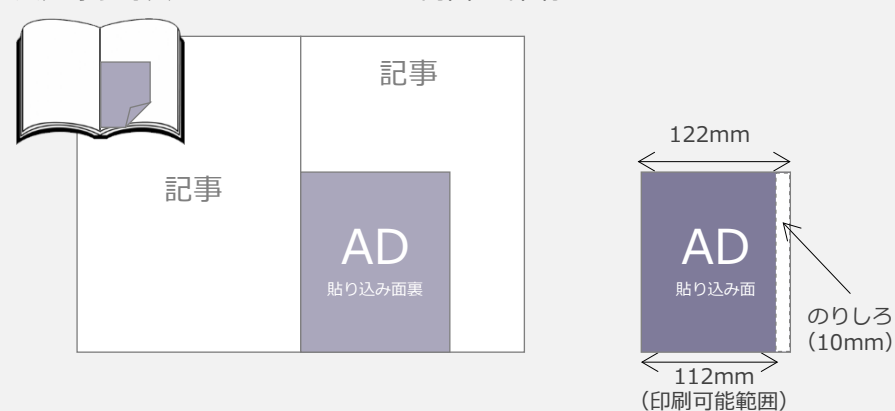 記事
記事
AD
貼り込み面裏
122mm
AD
貼り込み面
のりしろ
（10mm）
112mm
（印刷可能範囲）